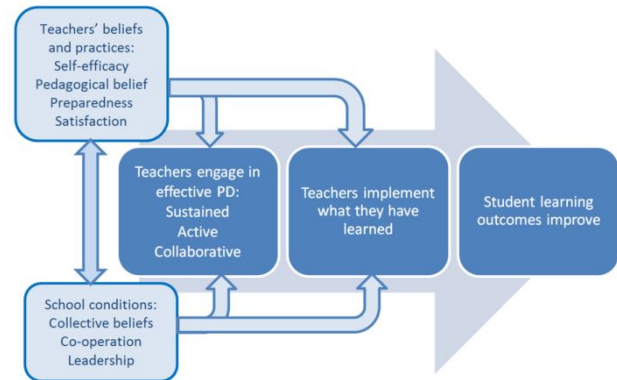 Teachers' beliefs
and practices:
Self-efficacy
Pedagogical belief
Preparedness
Satisfaction
Teachers engage in
effective PD:
Sustained
Active
Collaborative
Teachers implement
what they have
learned
Student learning
outcomes improve
School conditions:
Collective beliefs
Co-operation
Leadership